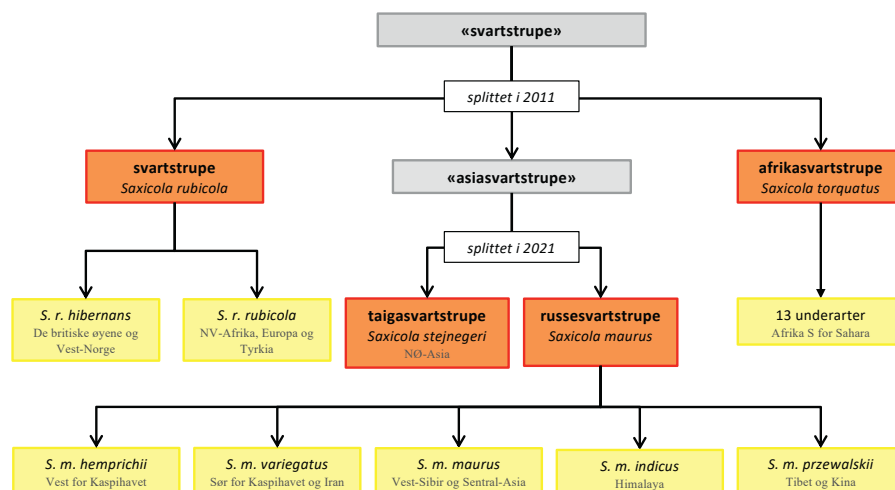 «svartstrupe»
splittet i 2011
svartstrupe
Saxicola rubicola
«asiasvartstrupe»
afrikasvartstrupe
Saxicola torquatus
splittet i 2021
S. r. hibernans
De britiske øyene og
Vest-Norge
S. r. rubicola
NV-Afrika, Europa og
Tyrkia
taigasvartstrupe
Saxicola stejnegeri
NØ-Asia
russesvartstrupe
Saxicola maurus
13 underarter
Afrika S for Sahara
S. m. hemprichii
Vest for Kaspihavet
S. m. variegatus
Sør for Kaspihavet og Iran
S. m. maurus
Vest-Sibir og Sentral-Asia
S. m. indicus
Himalaya
S. m. przewalskii
Tibet og Kina